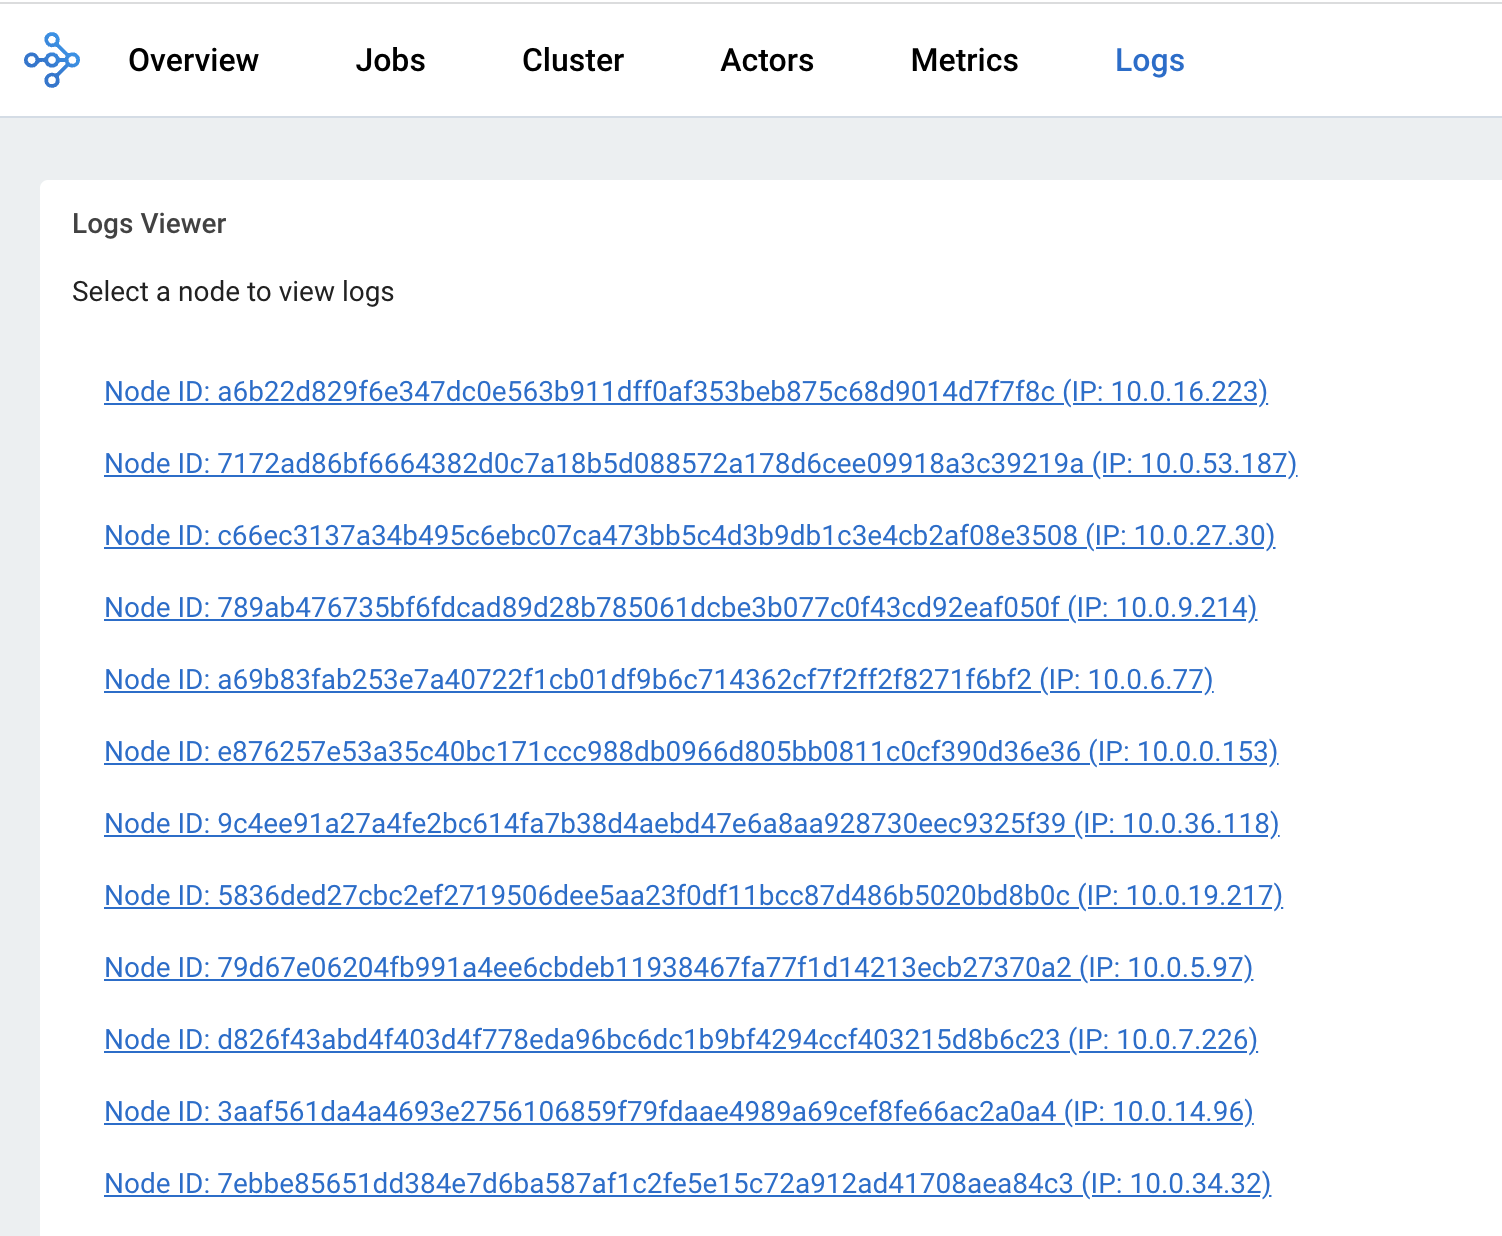 Overview Jobs Cluster Actors Metrics Logs
Logs Viewer
Select a node to view logs
Node ID: a6b22d829f6e347dc0e563b911dff0af353beb875c68d9014d7f7f8c (IP: 10.0.16.223)
Node ID: 7172ad86bf6664382d0c7a18b5d088572a178d6cee09918a3c39219a (IP: 10.0.53.187)
Node ID: c66ec3137a34b495c6ebc07ca473bb5c4d3b9db1c3e4cb2af08e3508 (IP: 10.0.27.30)
Node ID: 789ab476735bf6fdcad89d28b785061dcbe3b077c0f43cd92eaf050f (IP: 10.0.9.214)
Node ID: a69b83fab253e7a40722f1cb01df9b6c714362cf7f2ff2f8271f6bf2 (IP: 10.0.6.77)
Node ID: e876257e53a35c40bc171ccc988db0966d805bb0811c0cf390d36e36 (IP: 10.0.0.153)
Node ID: 9c4ee91a27a4fe2bc614fa7b38d4aebd47e6a8aa928730eec9325f39 (IP: 10.0.36.118)
Node ID: 5836ded27cbc2ef2719506dee5aa23f0df11bcc87d486b5020bd8b0c (IP: 10.0.19.217)
Node ID: 79d67e06204fb991a4ee6cbdeb11938467fa77f1d14213ecb27370a2 (IP: 10.0.5.97)
Node ID: d826f43abd4f403d4f778eda96bc6dc1b9bf4294ccf403215d8b6c23 (IP: 10.0.7.226)
Node ID: 3aaf561da4a4693e2756106859f79fdaae4989a69cef8fe66ac2a0a4 (IP: 10.0.14.96)
Node ID: 7ebbe85651dd384e7d6ba587af1c2fe5e15c72a912ad41708aea84c3 (IP: 10.0.34.32)